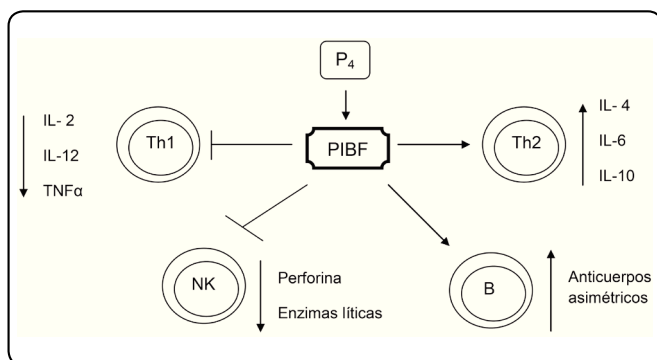 P₄
IL- 2
IL-12
TNFα
Th1
PIBF
Th2
IL- 4
IL-6
IL-10
NK
Perforina
Enzimas líticas
B
Anticuerpos
asimétricos